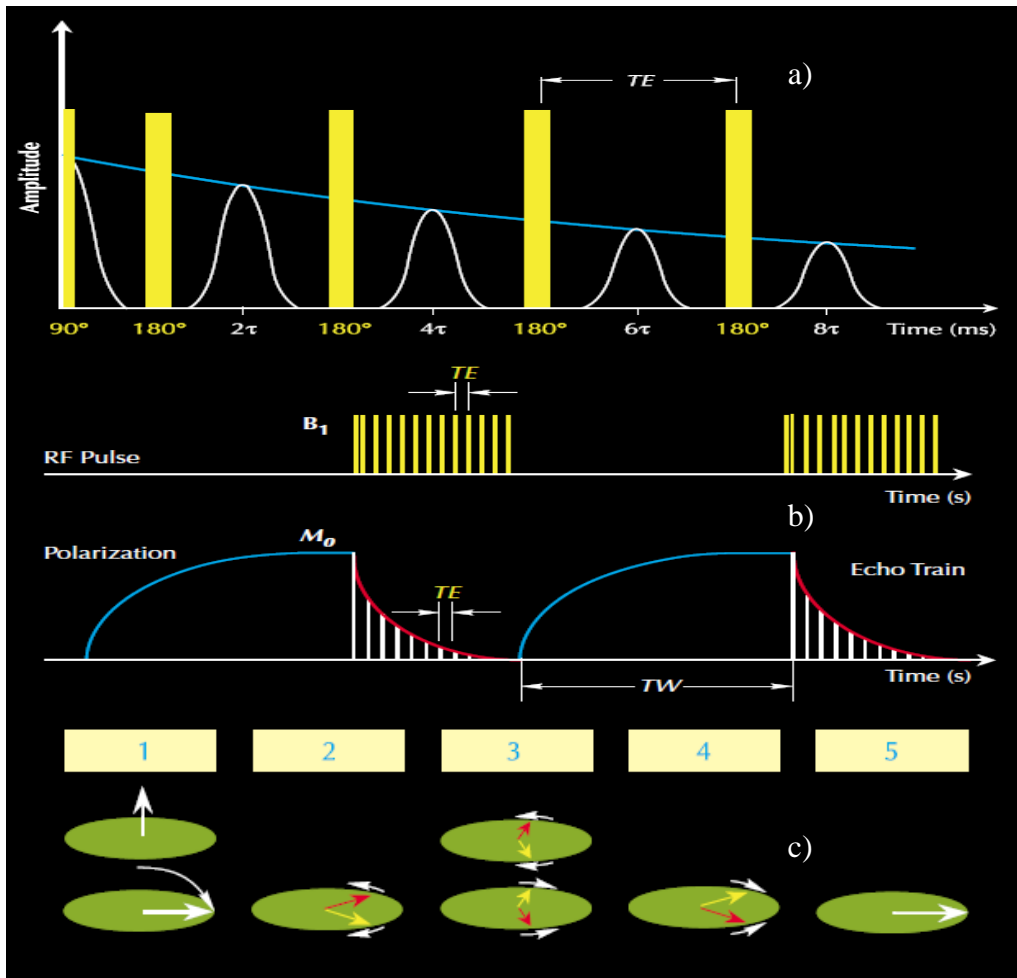 a)
TE
Amplitude
90° 180° 2τ 180° 4τ 180° 6τ 180° 8τ Time (ms)
TE
B1
RF Pulse
Time (s)
b)
Polarization M0
Echo Train
TE
Time (s)
TW
1 2 3 4 5
c)